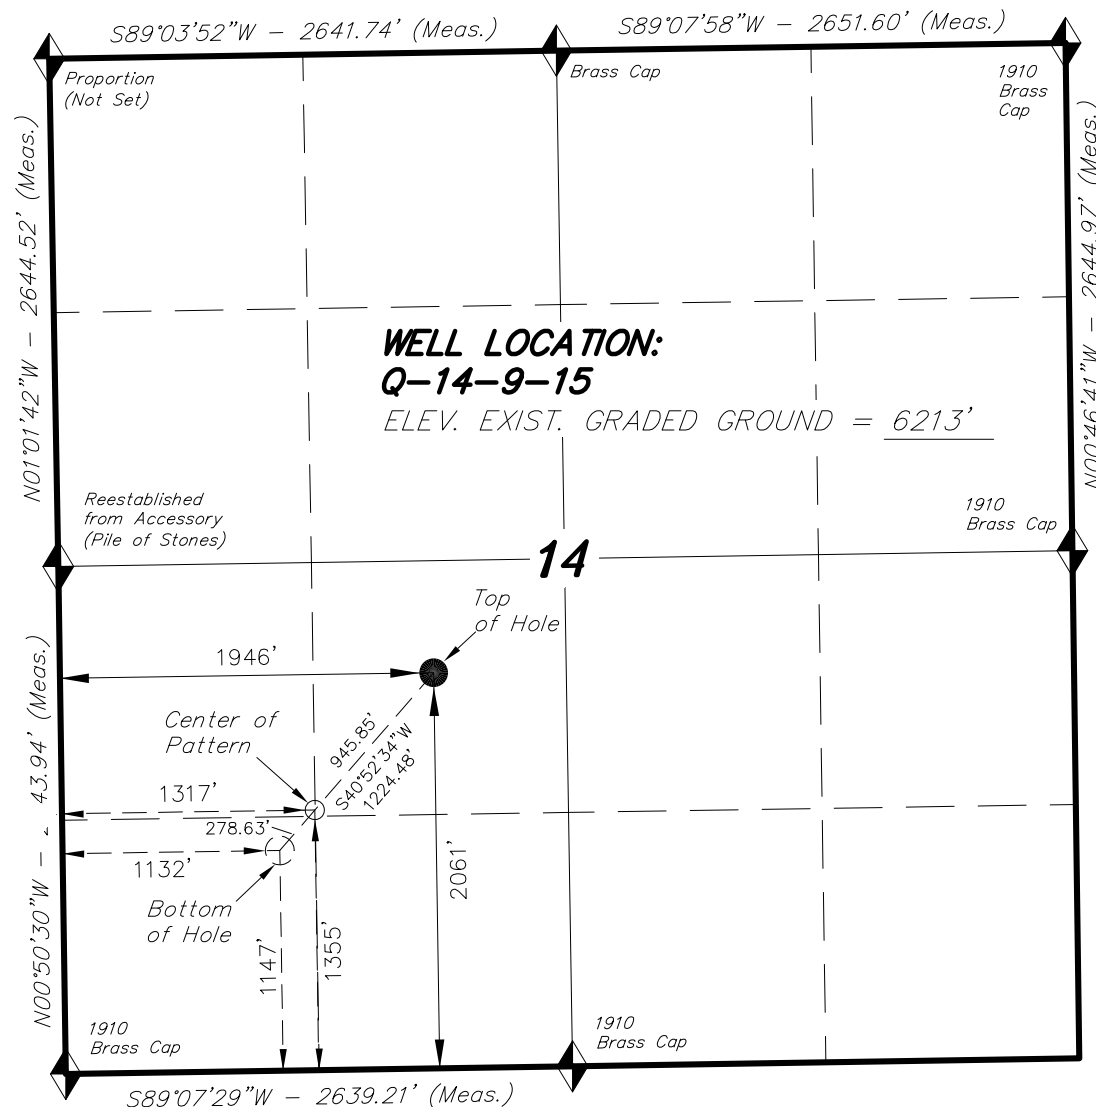 S89°03'52"W - 2641.74' (Meas.)
S89°07'58"W - 2651.60' (Meas.)
Proportion
(Not Set)
Brass Cap
1910
Brass
Cap
N01°01'42"W - 2644.52' (Meas.)
N00°46'41"W - 2644.97' (Meas.)
WELL LOCATION:
Q-14-9-15
ELEV. EXIST. GRADED GROUND = 6213'
Reestablished
from Accessory
(Pile of Stones)
1910
Brass Cap
14
Top
of Hole
1946'
Center of
Pattern
945.85'
S40°52'34"W
1224.48'
1317'
278.63'
1132'
Bottom
of Hole
2061'
1147'
1355'
N00°50'30"W - 43.94' (Meas.)
1910
Brass Cap
1910
Brass Cap
S89°07'29"W - 2639.21' (Meas.)